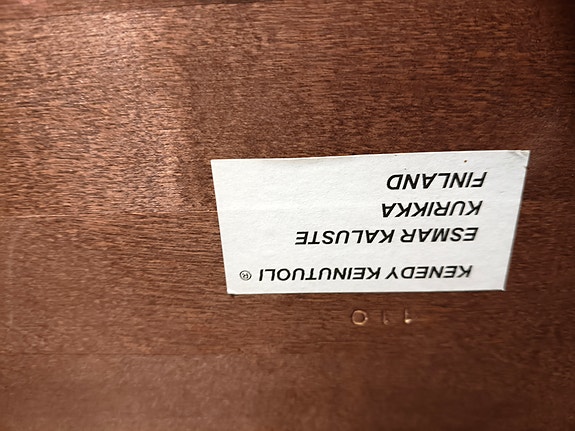 110
KENEDY KEINUTUOLI ®
ESMAR KALUSTE
KURIKKA
FINLAND